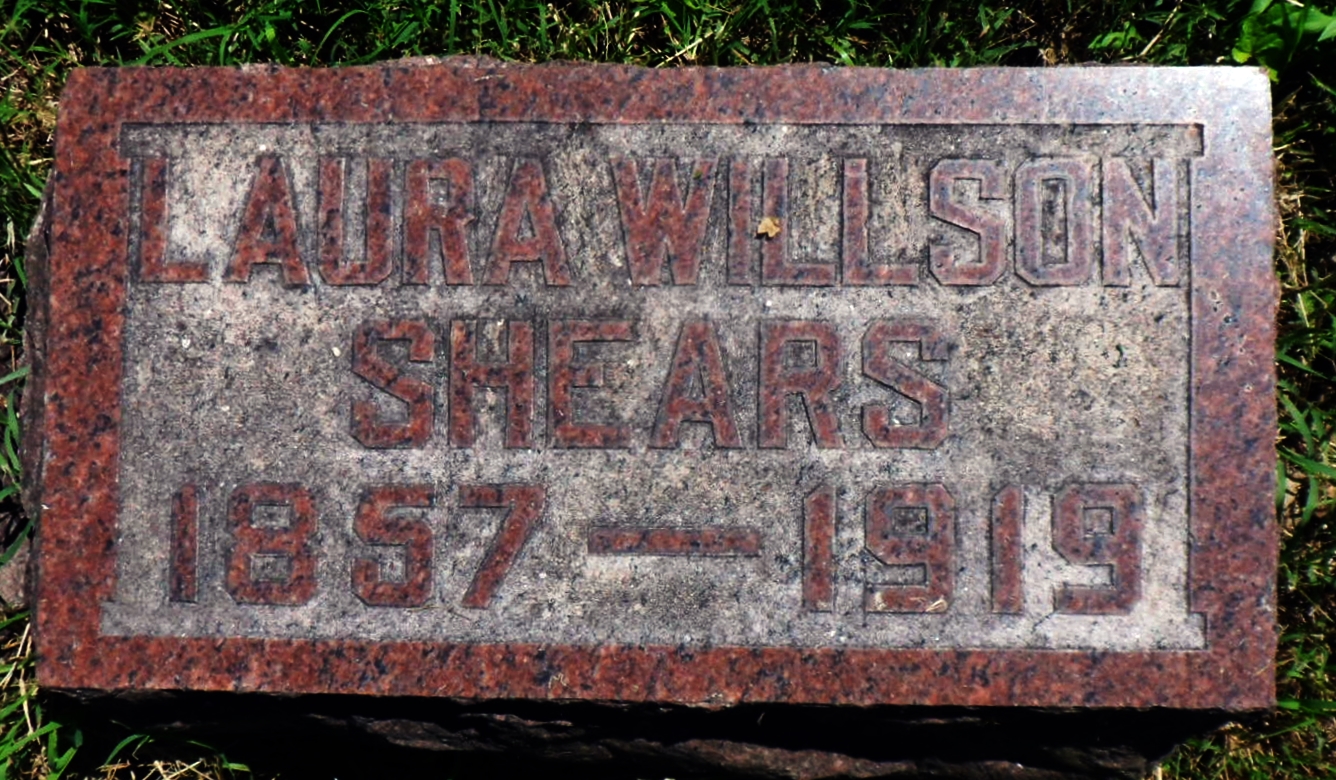 LAURA WILLSON
SHEARS
1857 — 1919